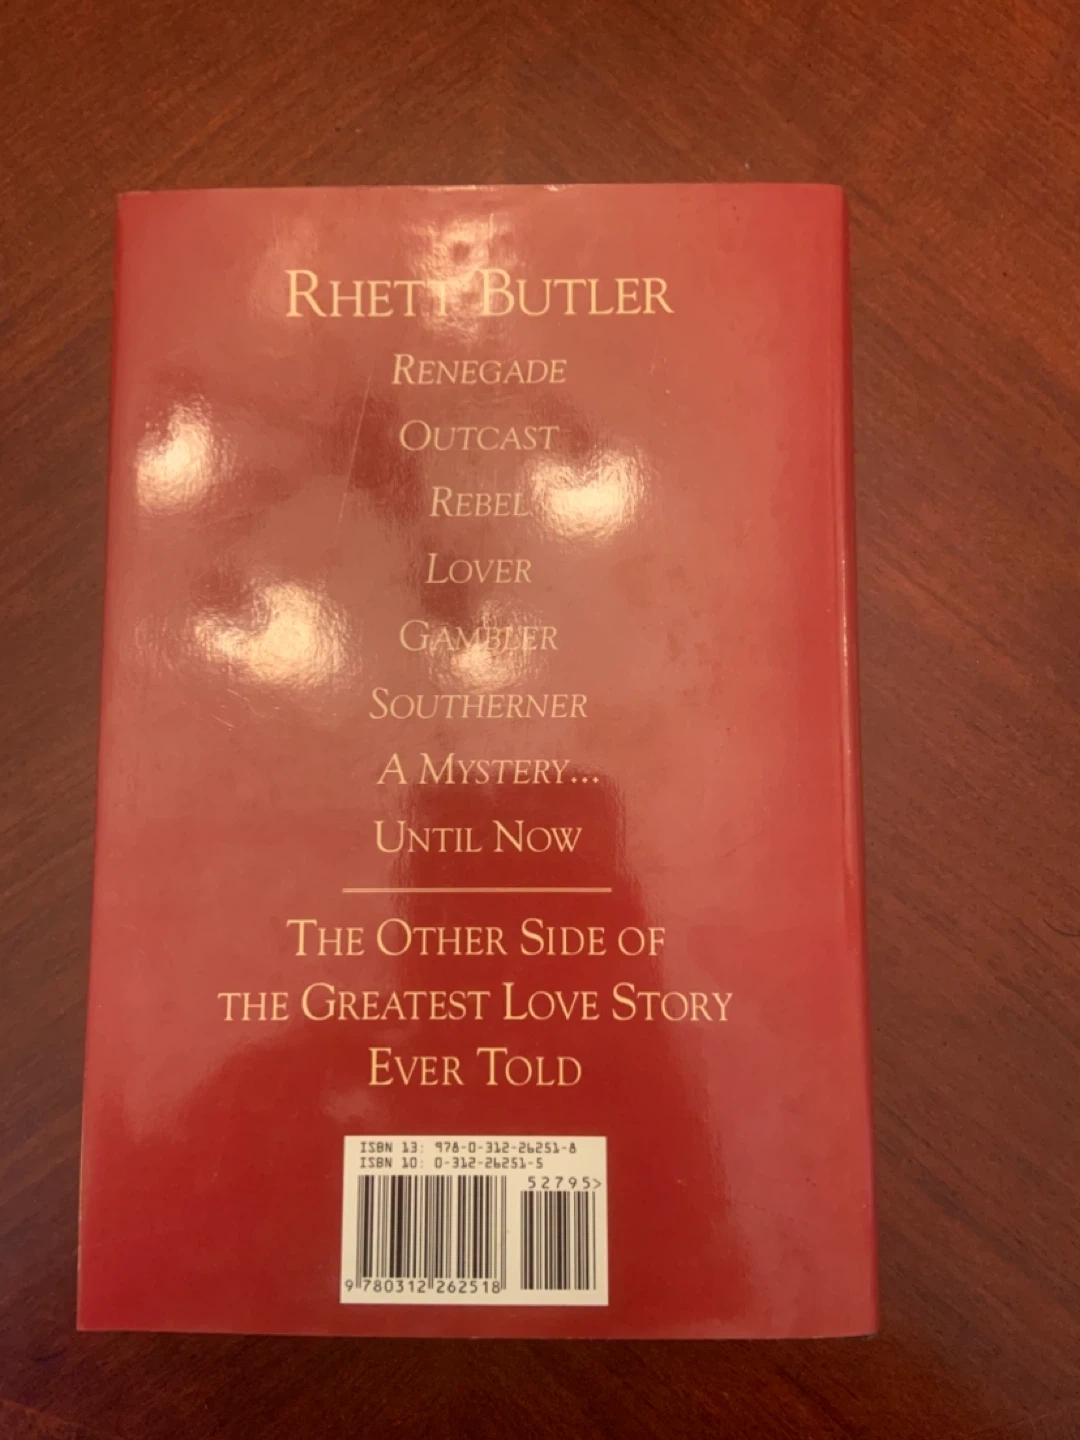 RHETT BUTLER
RENEGADE
OUTCAST
REBEL
LOVER
GAMBLER
SOUTHERNER
A MYSTERY...
UNTIL NOW
THE OTHER SIDE OF
THE GREATEST LOVE STORY
EVER TOLD
ISBN 13: 978-0-312-26251-8
ISBN 10: 0-312-26251-5
52795>
9 780312 262518